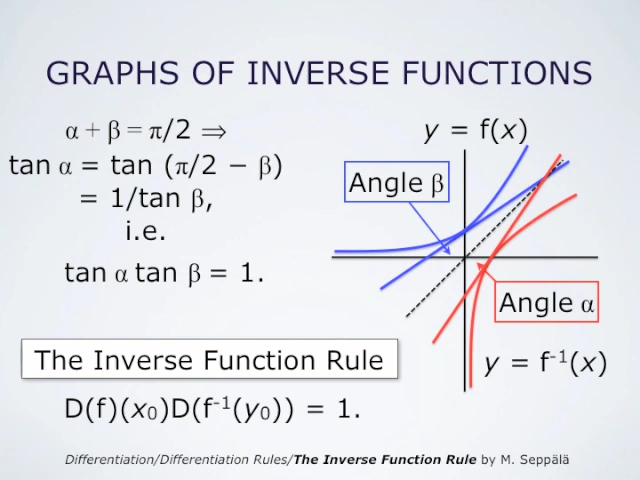 GRAPHS OF INVERSE FUNCTIONS
α + β = π/2 ⇒
tan α = tan (π/2 − β)
= 1/tan β,
i.e.
tan α tan β = 1.
y = f(x)
Angle β
Angle α
y = f⁻¹(x)
The Inverse Function Rule
D(f)(x₀)D(f⁻¹(y₀)) = 1.
Differentiation/Differentiation Rules/The Inverse Function Rule by M. Seppälä